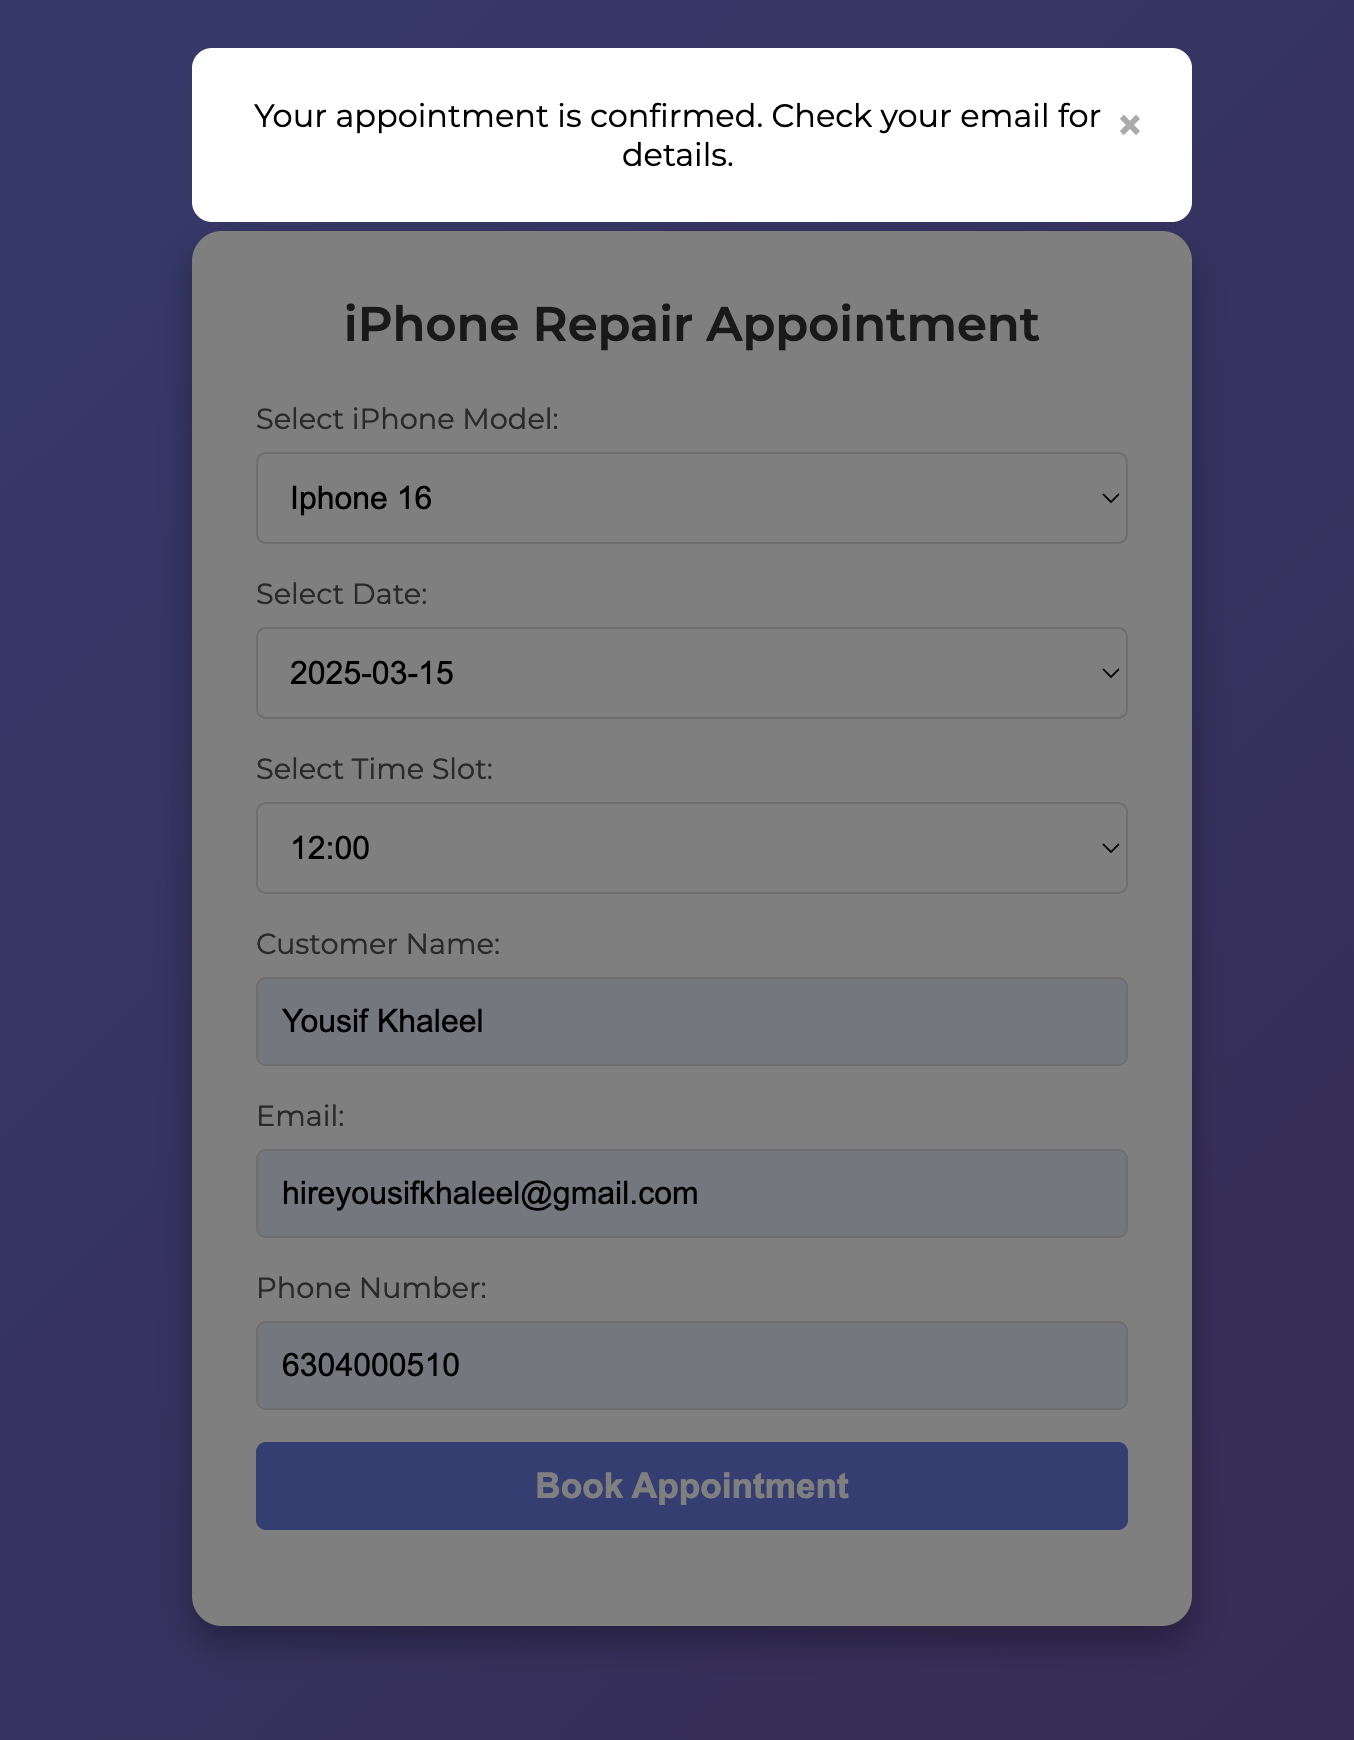 Your appointment is confirmed. Check your email for
details.
×
iPhone Repair Appointment
Select iPhone Model:
Iphone 16
Select Date:
2025-03-15
Select Time Slot:
12:00
Customer Name:
Yousif Khaleel
Email:
hireyousifkhaleel@gmail.com
Phone Number:
6304000510
Book Appointment